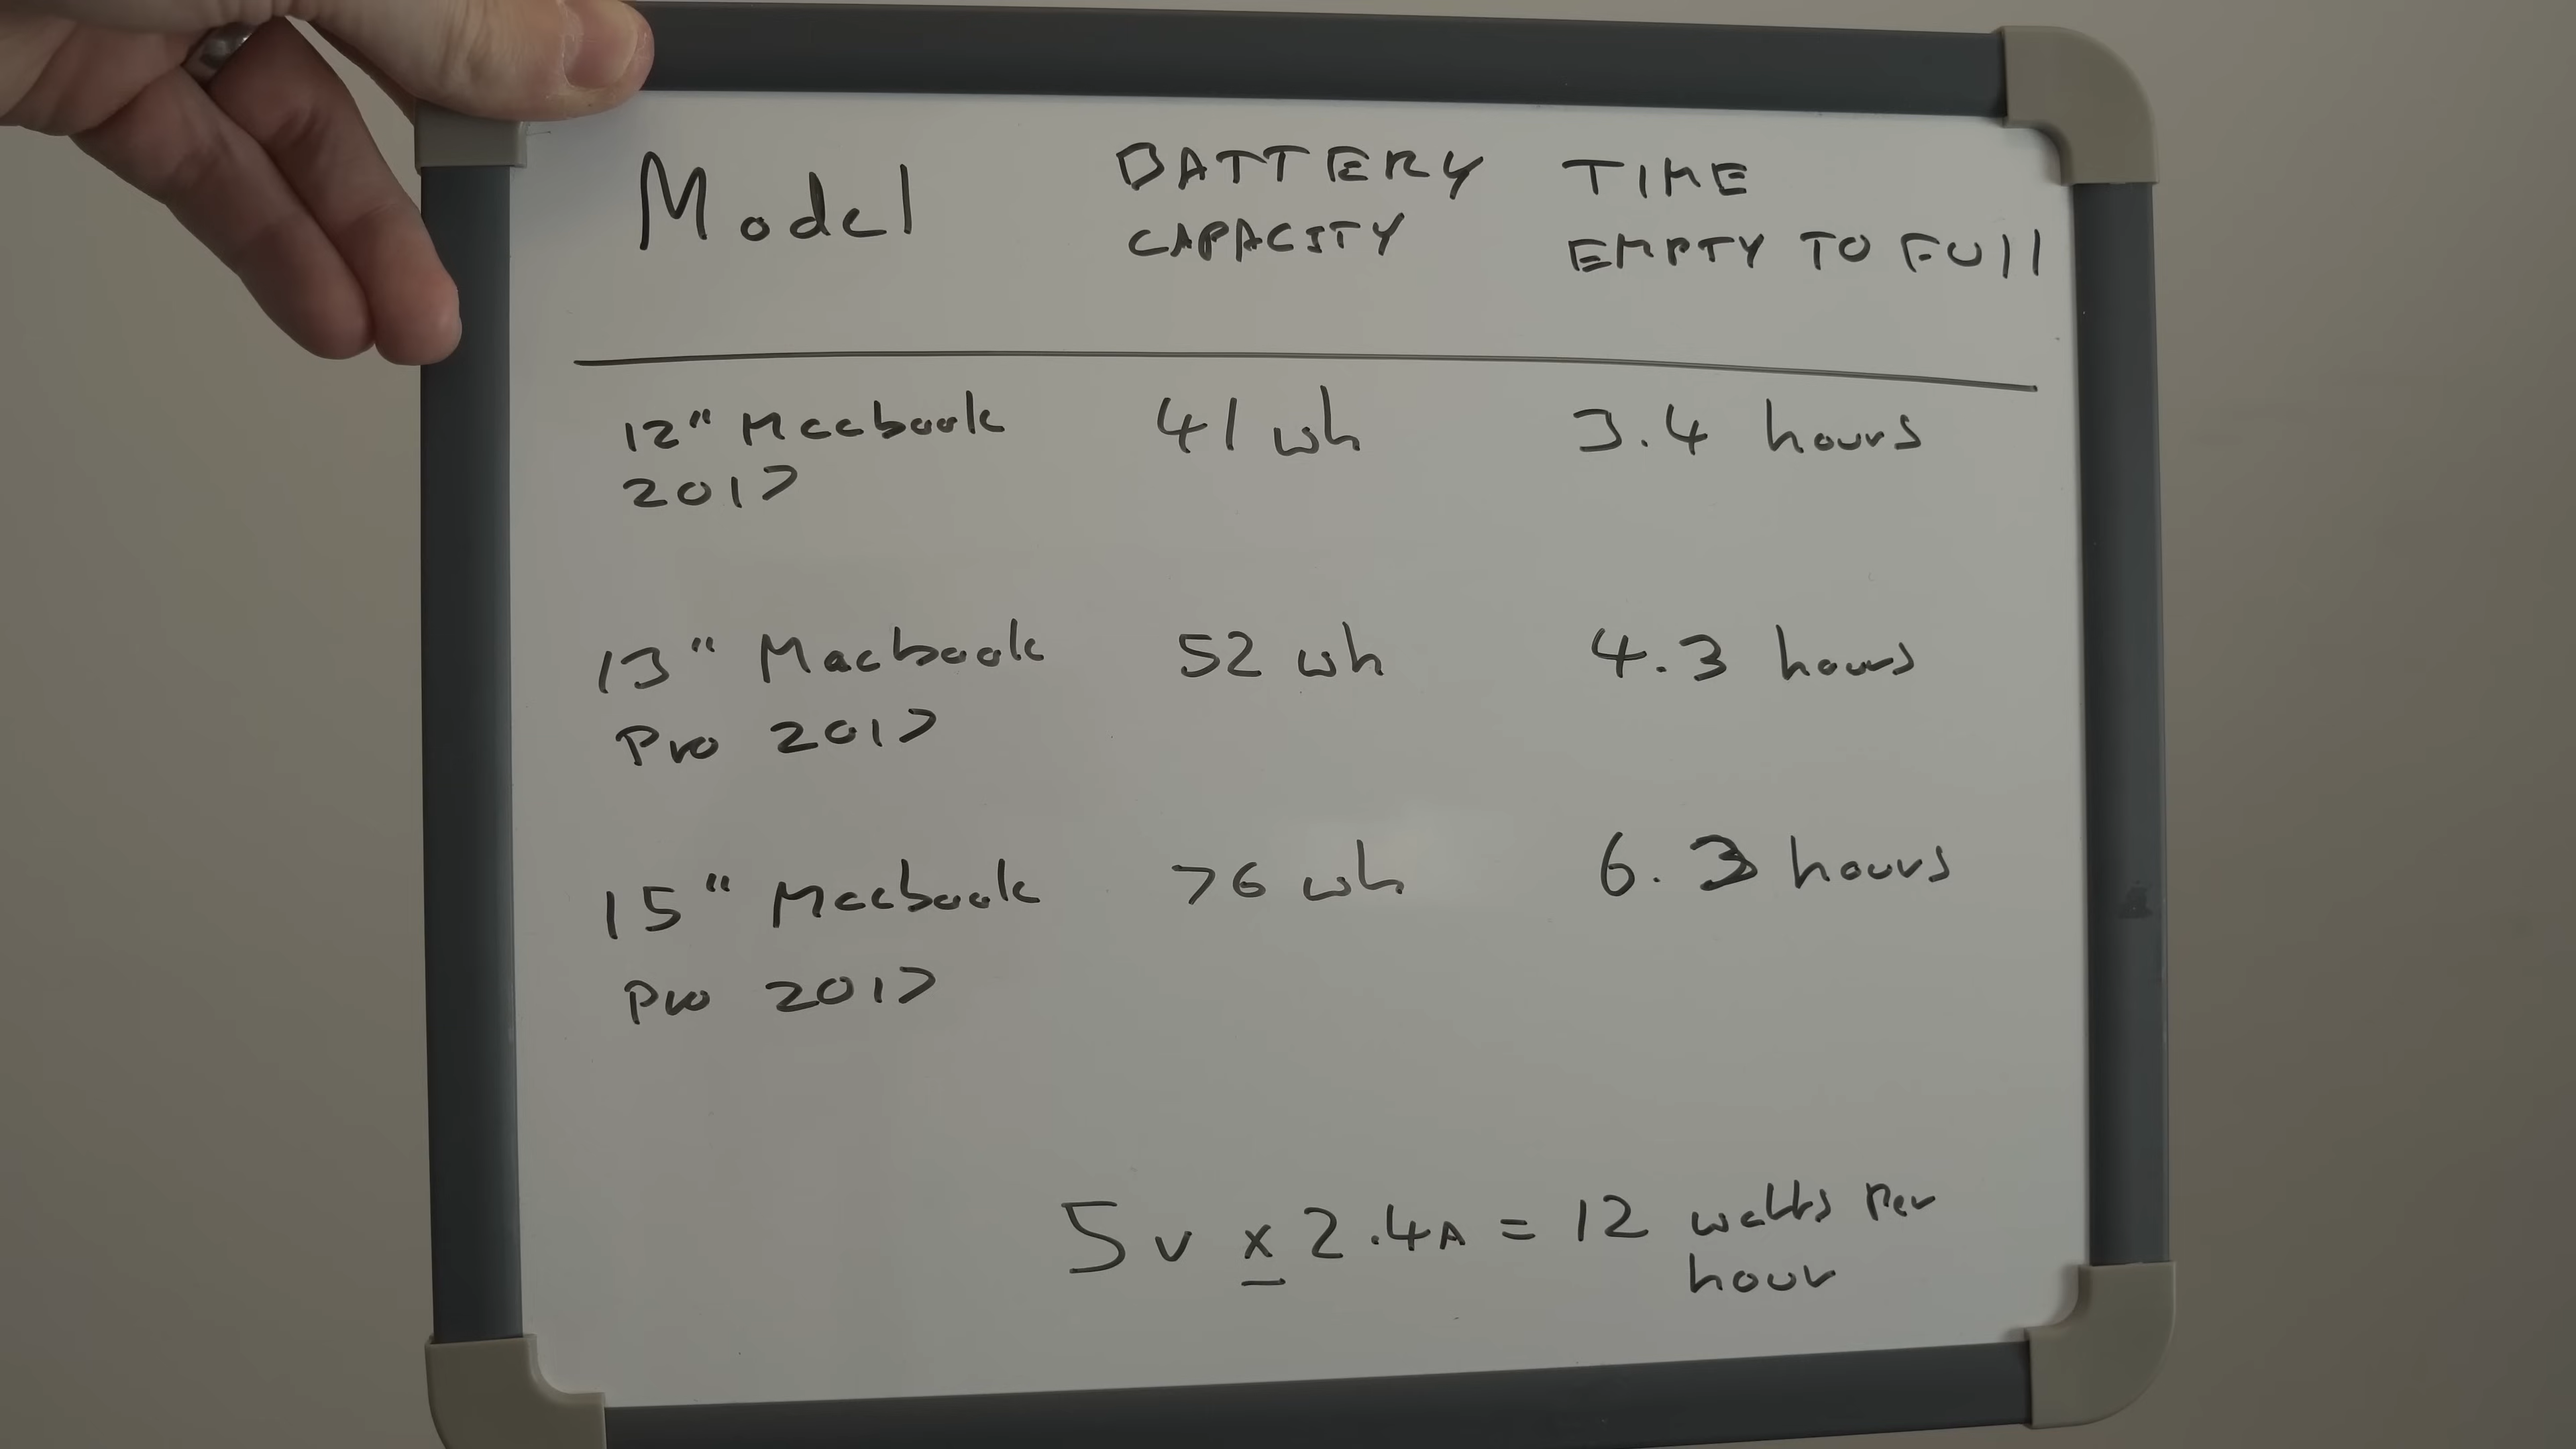 Model BATTERY CAPACITY TIME EMPTY TO FULL
12" Macbook 41 wh 3.4 hours
2017
13" Macbook 52 wh 4.3 hours
Pro 2017
15" Macbook 76 wh 6.3 hours
Pro 2017
5v x 2.4A = 12 watts per
hour